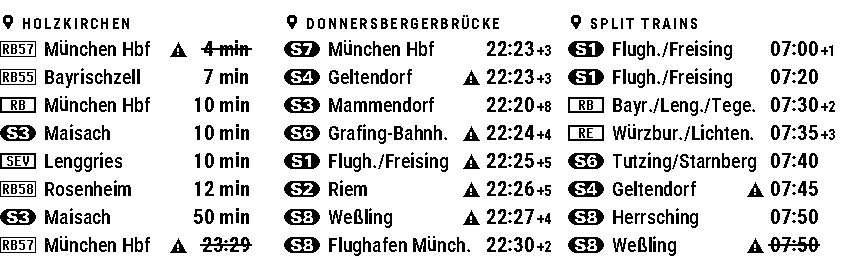 HOLZKIRCHEN
RB57 München Hbf 4 min
RB55 Bayrischzell 7 min
RB München Hbf 10 min
S3 Maisach 10 min
SEV Lenggries 10 min
RB58 Rosenheim 12 min
S3 Maisach 50 min
RB57 München Hbf 23:29
DONNERSBERGERBRÜCKE
S7 München Hbf 22:23+3
S4 Geltendorf 22:23+3
S3 Mammendorf 22:20+8
S6 Grafing-Bahnh. 22:24+4
S1 Flugh./Freising 22:25+5
S2 Riem 22:26+5
S8 Weßling 22:27+4
S8 Flughafen Münch. 22:30+2
SPLIT TRAINS
S1 Flugh./Freising 07:00+1
S1 Flugh./Freising 07:20
RB Bayr./Leng./Tege. 07:30+2
RE Würzbur./Lichten. 07:35+3
S6 Tutzing/Starnberg 07:40
S4 Geltendorf 07:45
S8 Herrsching 07:50
S8 Weßling 07:50